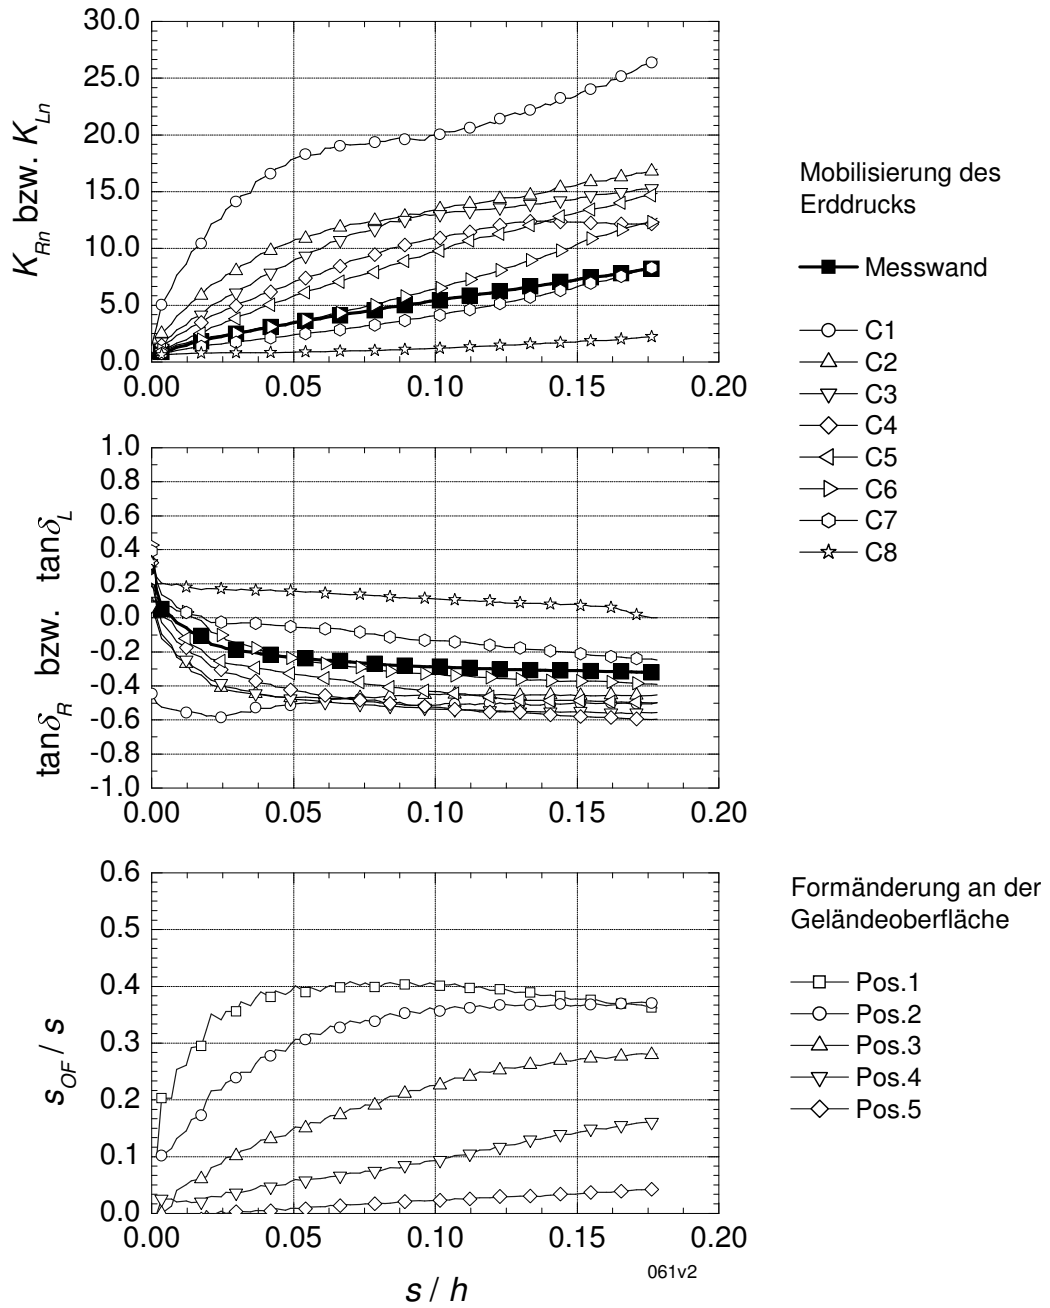 30.0
25.0
20.0
15.0
10.0
5.0
0.0
K_Rn bzw. K_Ln
0.00 0.05 0.10 0.15 0.20
Mobilisierung des
Erddrucks
Messwand
C1
C2
C3
C4
C5
C6
C7
C8
1.0
0.8
0.6
0.4
0.2
0.0
-0.2
-0.4
-0.6
-0.8
-1.0
tanδ_R bzw. tanδ_L
0.00 0.05 0.10 0.15 0.20
0.6
0.5
0.4
0.3
0.2
0.1
0.0
s_OF / s
0.00 0.05 0.10 0.15 0.20
s / h
061v2
Formänderung an der
Geländeoberfläche
Pos.1
Pos.2
Pos.3
Pos.4
Pos.5